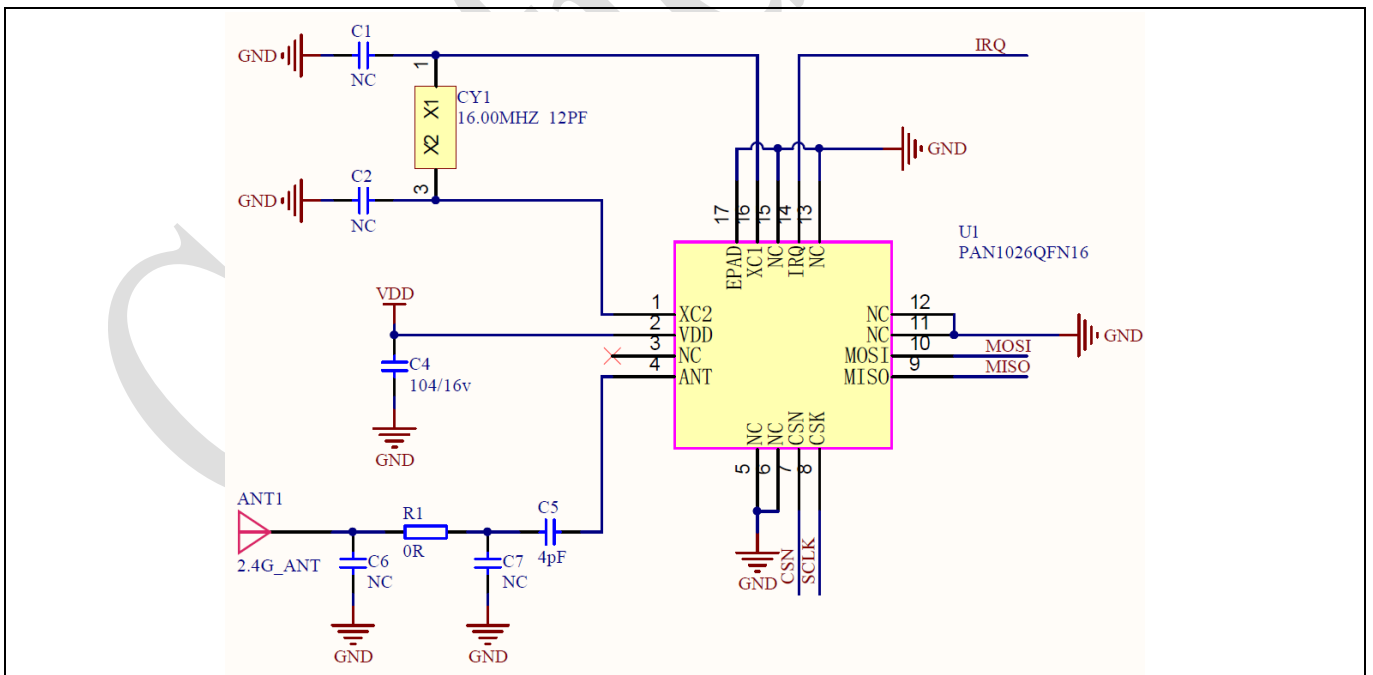 C1
GND
NC
1
X1
X2
CY1
16.00MHZ 12PF
3
C2
GND
NC
IRQ
GND
17
16
15
14
13
EPAD
XC1
NC
IRQ
NC
U1
PAN1026QFN16
VDD
C4
104/16v
GND
1
XC2
2
VDD
3
NC
4
ANT
12
NC
11
NC
10
MOSI
9
MISO
GND
MOSI
MISO
NC
NC
CSN
CSK
5
6
7
8
GND
CSN
SCLK
ANT1
2.4G_ANT
R1
0R
C5
4pF
C6
NC
C7
NC
GND
GND